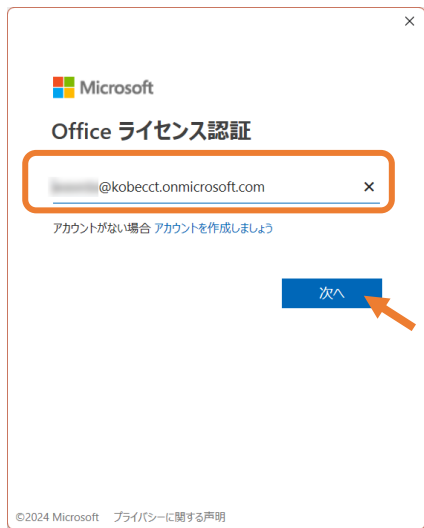 Microsoft
Office ライセンス認証
@kobecct.onmicrosoft.com
アカウントがない場合 アカウントを作成しましょう
次へ
©2024 Microsoft プライバシーに関する声明